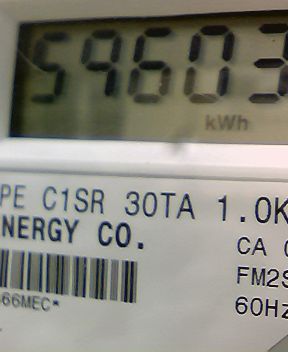 59603
kWh
PE C1SR 30TA 1.0K
NERGY CO.
CA
FM2S
66MEC*
60Hz